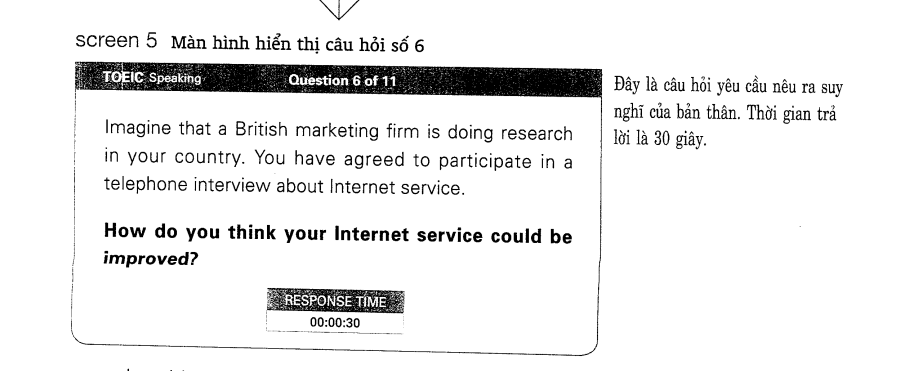 screen 5 Màn hình hiển thị câu hỏi số 6
TOEIC Speaking Question 6 of 11
Đây là câu hỏi yêu cầu nêu ra suy
nghĩ của bản thân. Thời gian trả
lời là 30 giây.
Imagine that a British marketing firm is doing research
in your country. You have agreed to participate in a
telephone interview about Internet service.
How do you think your Internet service could be
improved?
RESPONSE TIME
00:00:30